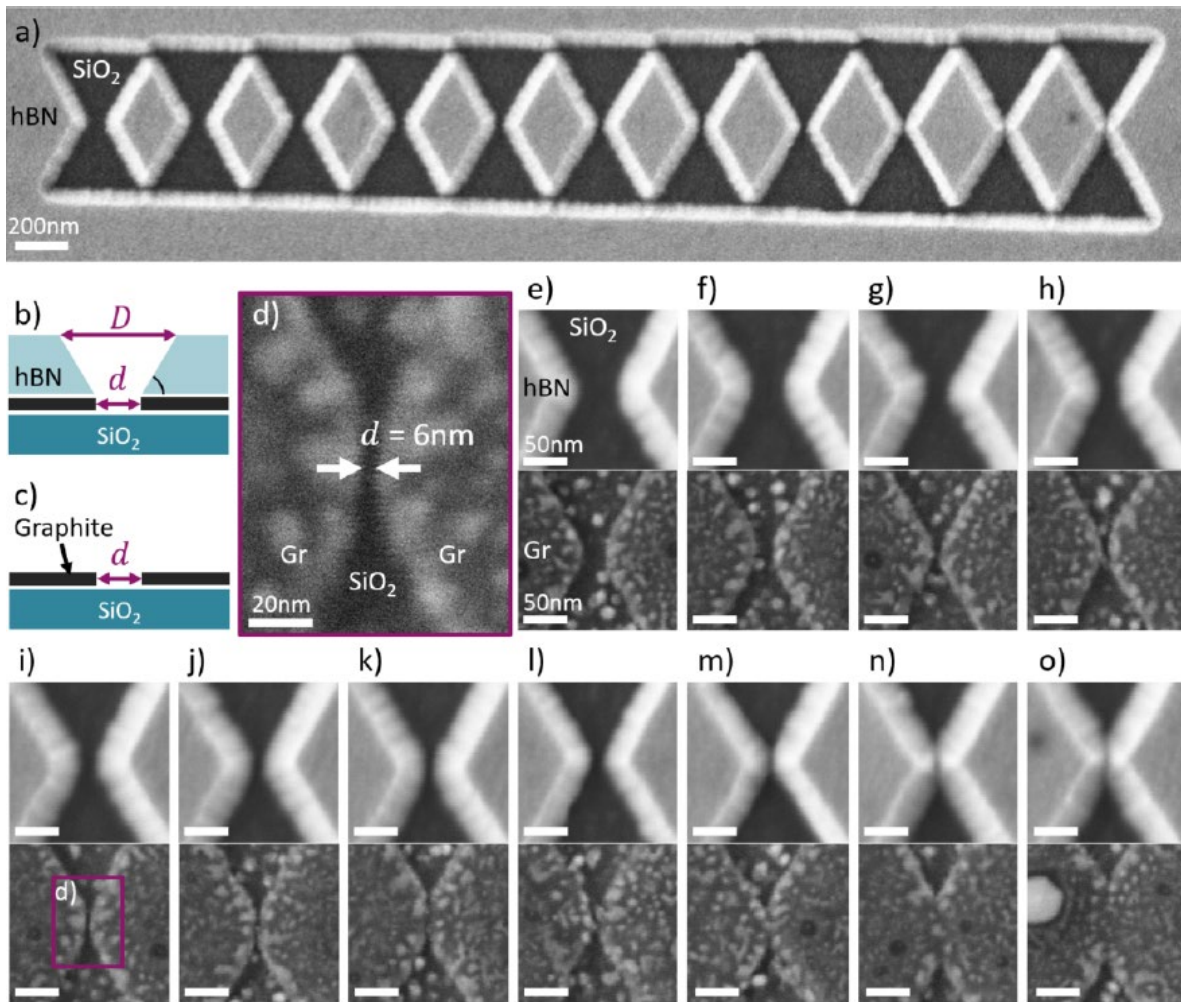 a)
SiO₂
hBN
200nm
b)
D
hBN
d
SiO₂
c)
Graphite
d
SiO₂
d)
d = 6nm
Gr
Gr
SiO₂
20nm
e)
SiO₂
hBN
50nm
Gr
50nm
f)
g)
h)
i)
d)
j)
k)
l)
m)
n)
o)